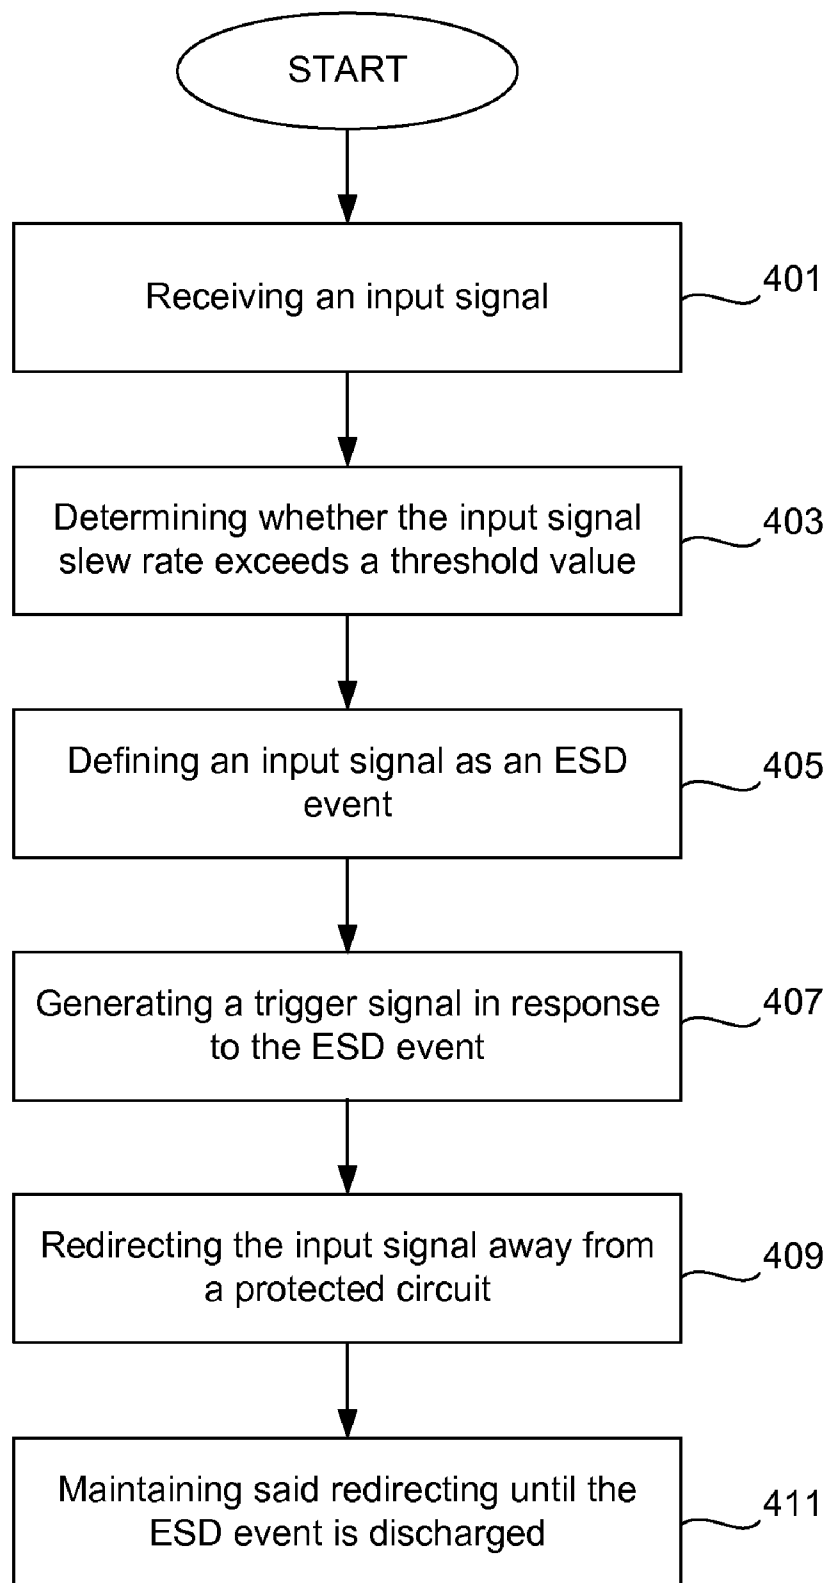 START
Receiving an input signal
401
Determining whether the input signal
slew rate exceeds a threshold value
403
Defining an input signal as an ESD
event
405
Generating a trigger signal in response
to the ESD event
407
Redirecting the input signal away from
a protected circuit
409
Maintaining said redirecting until the
ESD event is discharged
411